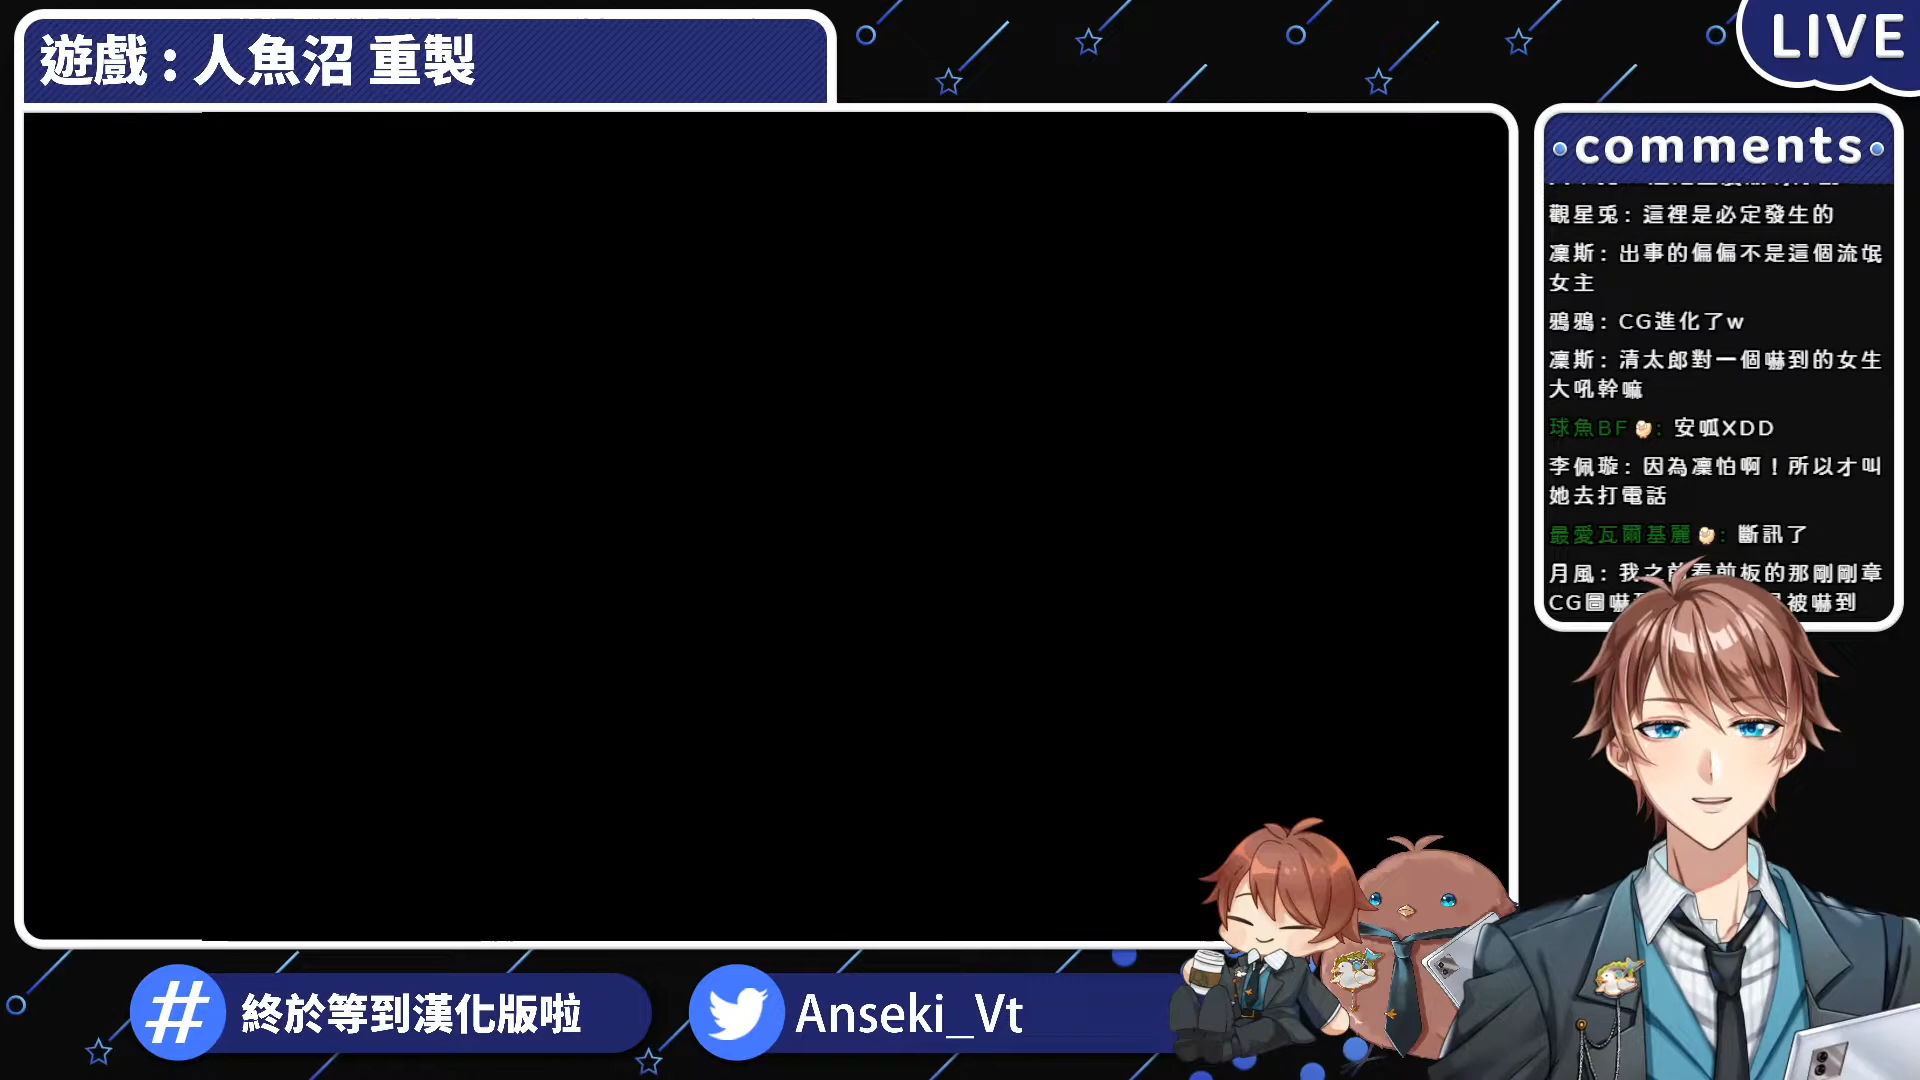 遊戲 : 人魚沼 重製
LIVE
comments
觀星兎: 這裡是必定發生的
凜斯: 出事的偏偏不是這個流氓
女主
鴉鴉: CG進化了w
凜斯: 清太郎對一個嚇到的女生
大吼幹嘛
球魚BF: 安呱XDD
李佩璇: 因為凜怕啊！所以才叫
她去打電話
最愛瓦爾基麗: 斷訊了
月風: 我之前看前板的那剛剛章
CG圖嚇 被嚇到
# 終於等到漢化版啦
Anseki_Vt